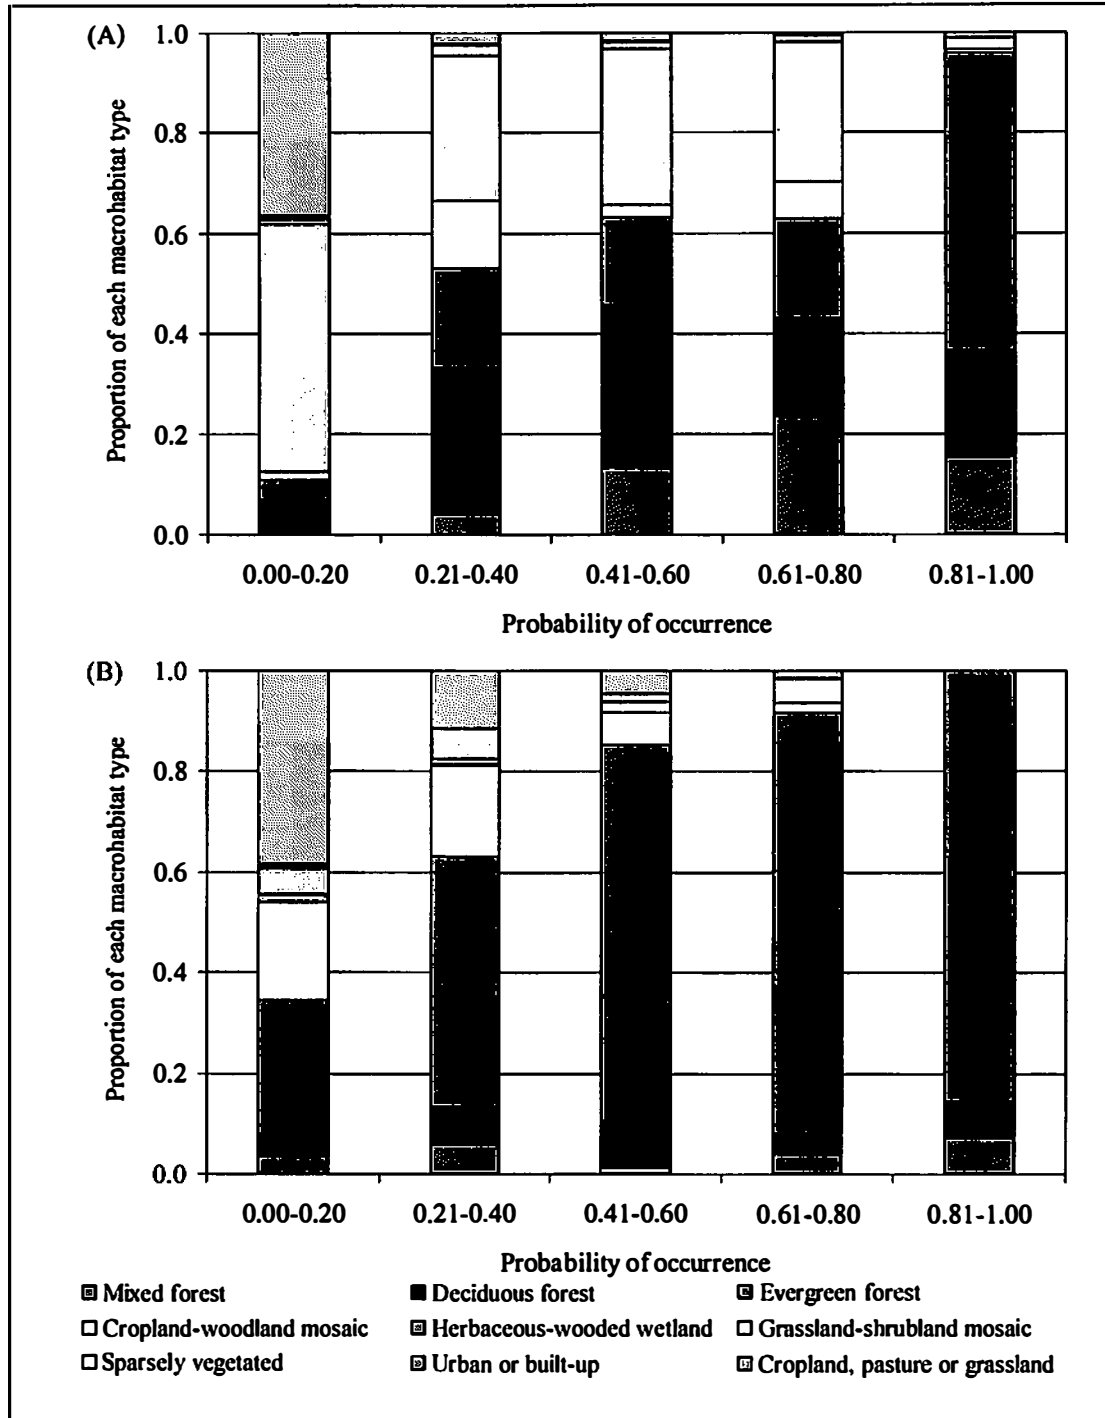 (A)
Proportion of each macrohabitat type
1.0
0.8
0.6
0.4
0.2
0.0
0.00-0.20 0.21-0.40 0.41-0.60 0.61-0.80 0.81-1.00
Probability of occurrence
(B)
Proportion of each macrohabitat type
1.0
0.8
0.6
0.4
0.2
0.0
0.00-0.20 0.21-0.40 0.41-0.60 0.61-0.80 0.81-1.00
Probability of occurrence
Mixed forest Deciduous forest Evergreen forest
Cropland-woodland mosaic Herbaceous-wooded wetland Grassland-shrubland mosaic
Sparsely vegetated Urban or built-up Cropland, pasture or grassland